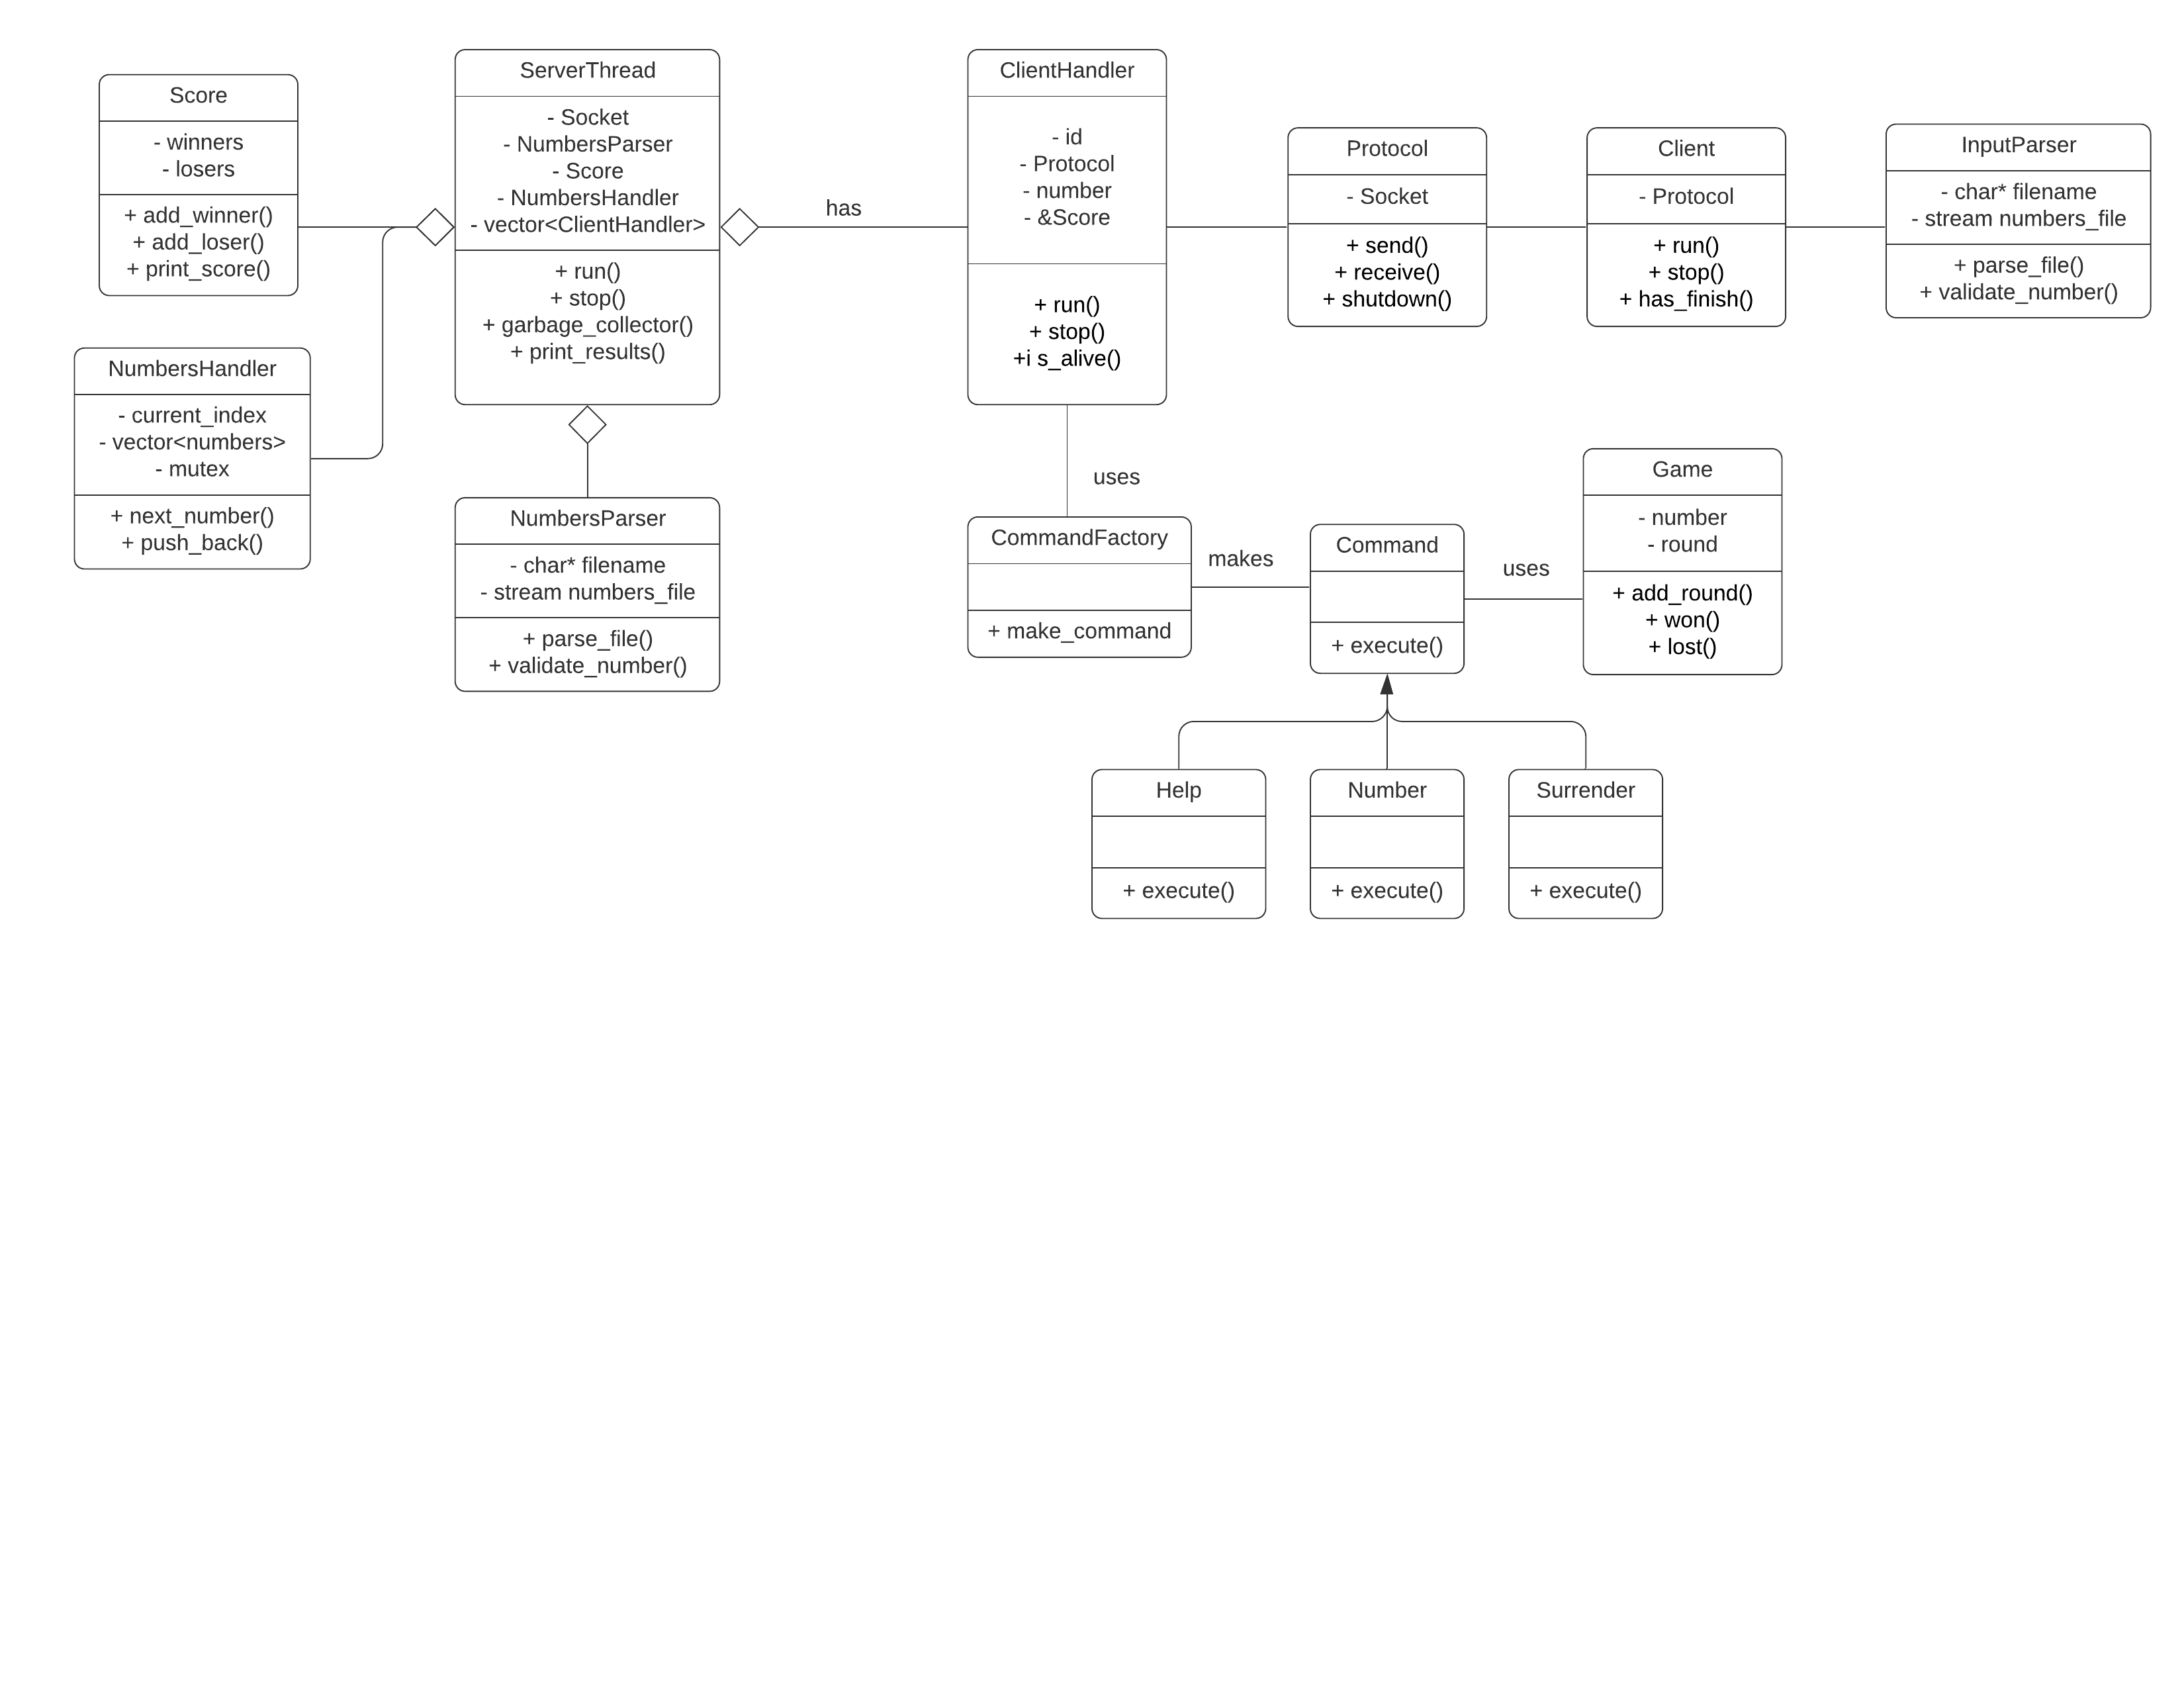 Score
- winners
- losers
+ add_winner()
+ add_loser()
+ print_score()
NumbersHandler
- current_index
- vector<numbers>
- mutex
+ next_number()
+ push_back()
ServerThread
- Socket
- NumbersParser
- Score
- NumbersHandler
- vector<ClientHandler>
+ run()
+ stop()
+ garbage_collector()
+ print_results()
NumbersParser
- char* filename
- stream numbers_file
+ parse_file()
+ validate_number()
has
ClientHandler
- id
- Protocol
- number
- &Score
+ run()
+ stop()
+i s_alive()
Protocol
- Socket
+ send()
+ receive()
+ shutdown()
Client
- Protocol
+ run()
+ stop()
+ has_finish()
InputParser
- char* filename
- stream numbers_file
+ parse_file()
+ validate_number()
uses
CommandFactory
+ make_command
makes
Command
+ execute()
uses
Game
- number
- round
+ add_round()
+ won()
+ lost()
Help
+ execute()
Number
+ execute()
Surrender
+ execute()